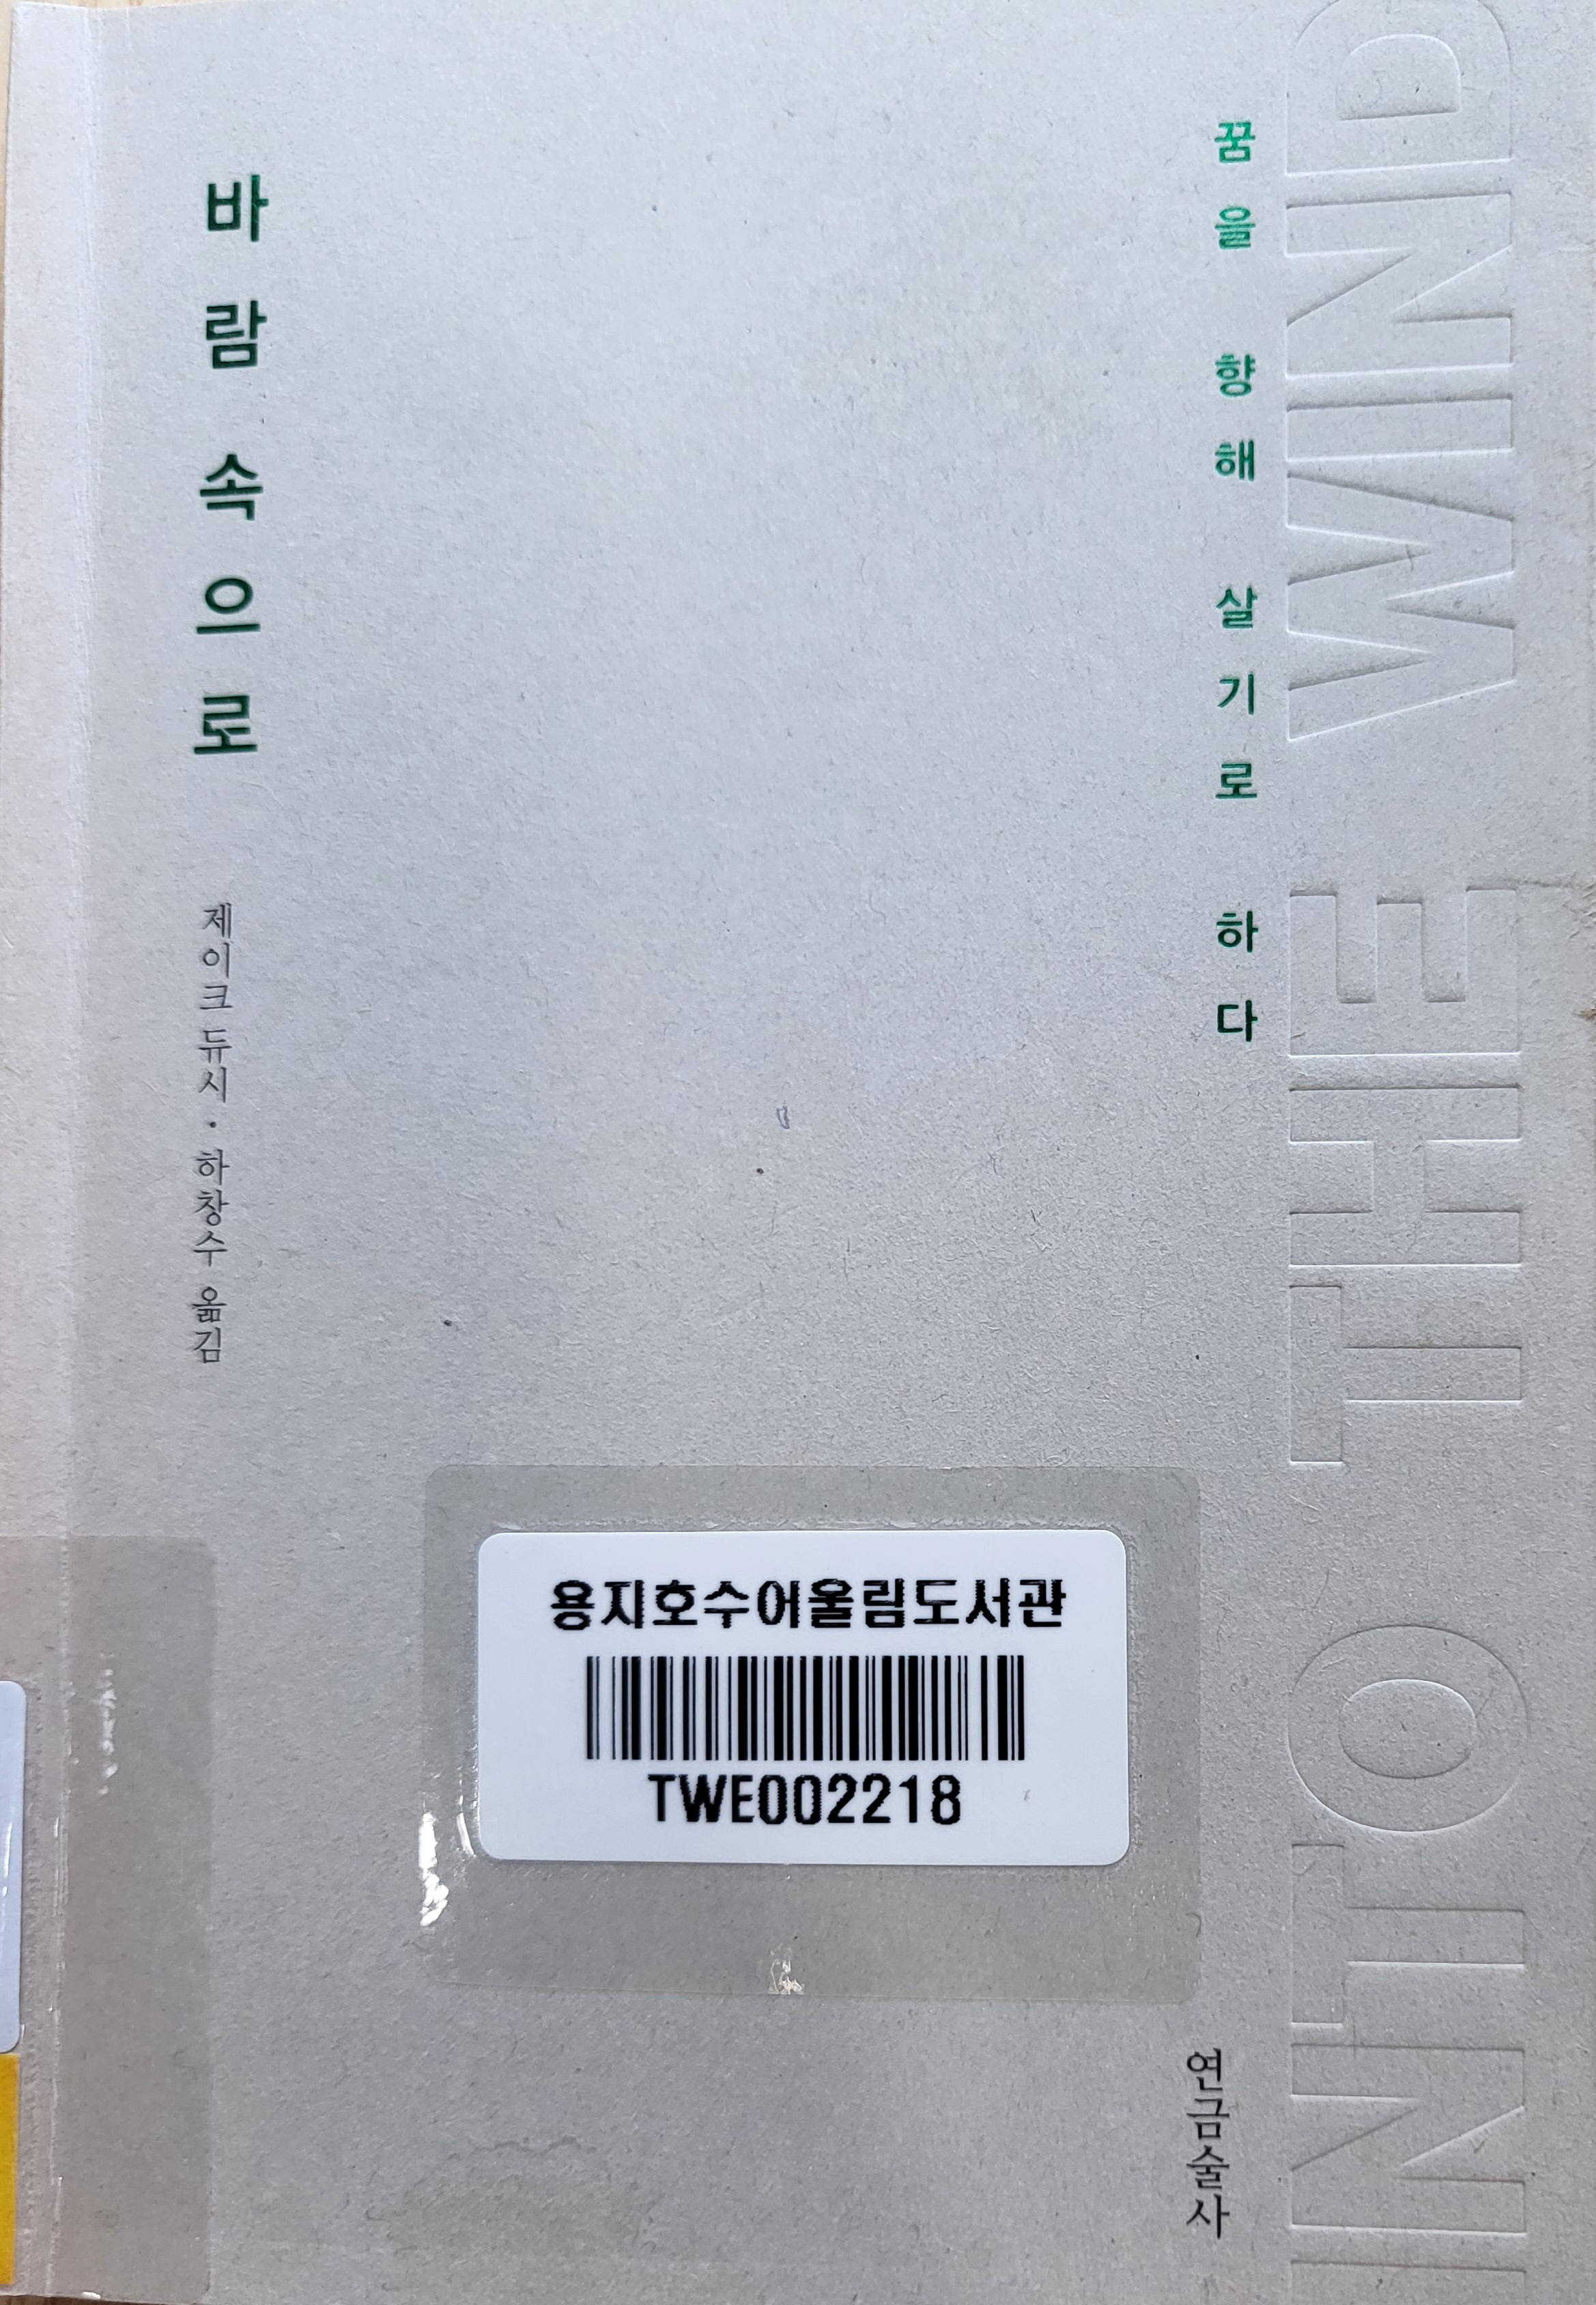 바람 속으로
제이크 듀시 · 하창수 옮김
꿈을 향해 살기로 하다
INTO THE WIND
용지호수어울림도서관
TWE002218
연금술사